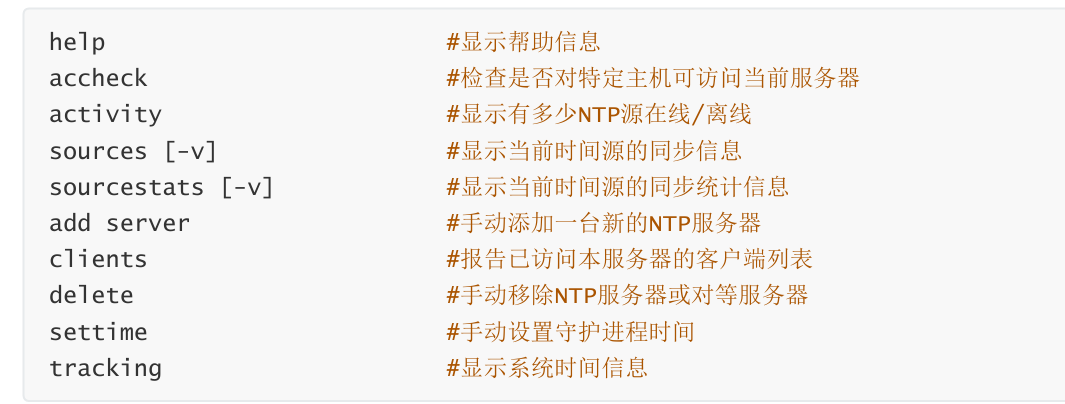 help #显示帮助信息
accheck #检查是否对特定主机可访问当前服务器
activity #显示有多少NTP源在线/离线
sources [-v] #显示当前时间源的同步信息
sourcestats [-v] #显示当前时间源的同步统计信息
add server #手动添加一台新的NTP服务器
clients #报告已访问本服务器的客户端列表
delete #手动移除NTP服务器或对等服务器
settime #手动设置守护进程时间
tracking #显示系统时间信息